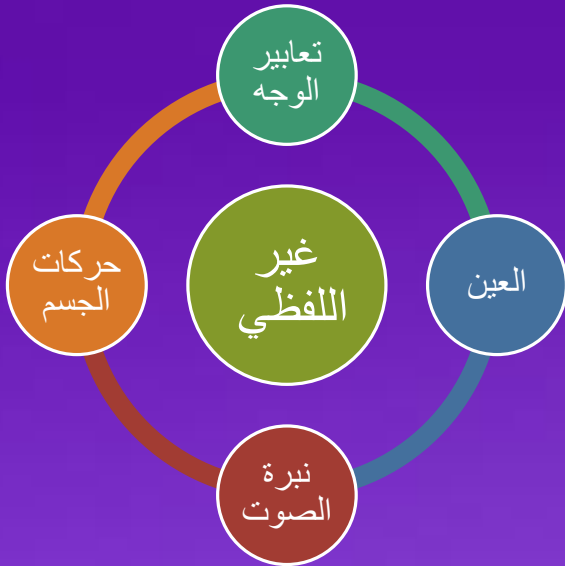 تعابير
الوجه
العين
نبرة
الصوت
حركات
الجسم
غير
اللفظي